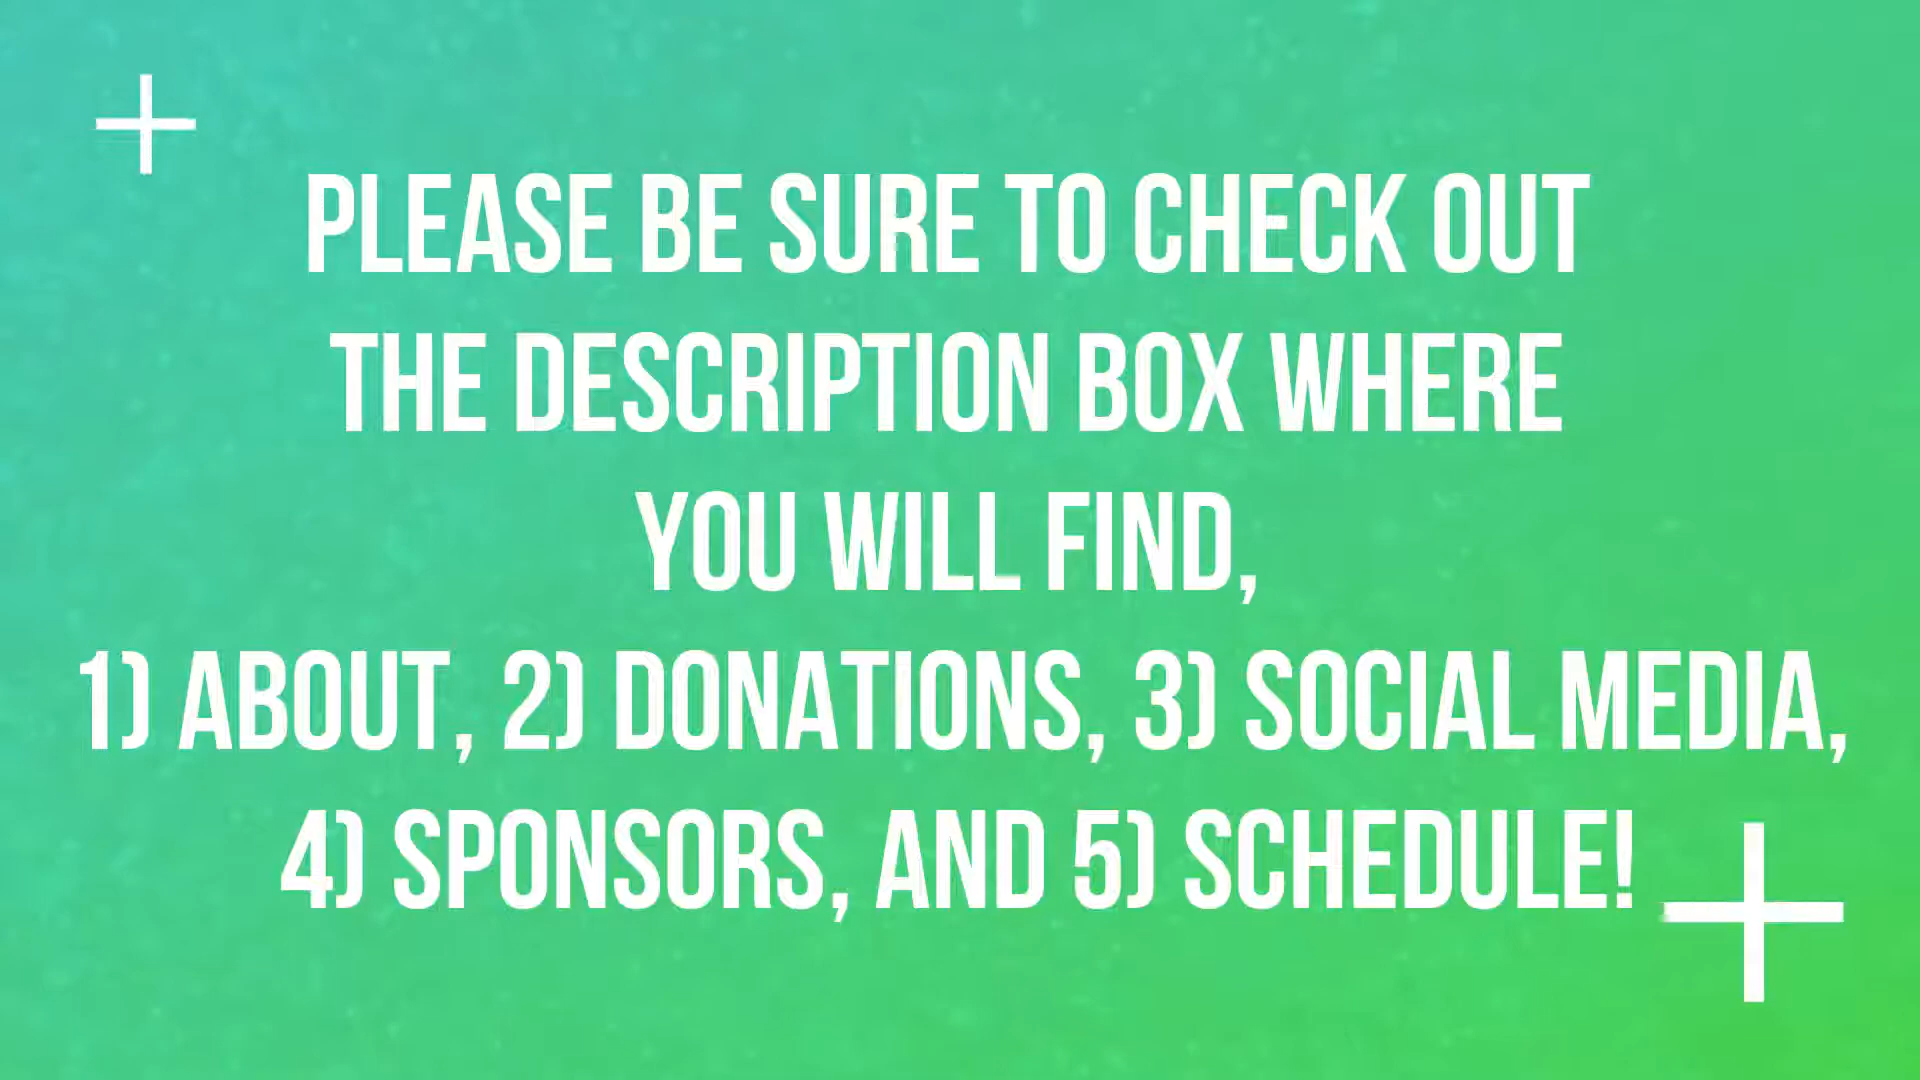 PLEASE BE SURE TO CHECK OUT
THE DESCRIPTION BOX WHERE
YOU WILL FIND,
1) ABOUT, 2) DONATIONS, 3) SOCIAL MEDIA,
4) SPONSORS, AND 5) SCHEDULE!